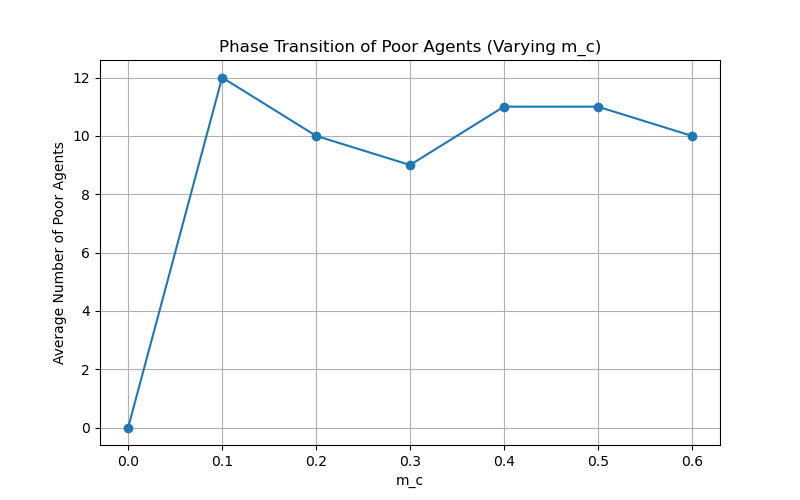 Phase Transition of Poor Agents (Varying m_c)
Average Number of Poor Agents
12
10
8
6
4
2
0
0.0 0.1 0.2 0.3 0.4 0.5 0.6
m_c